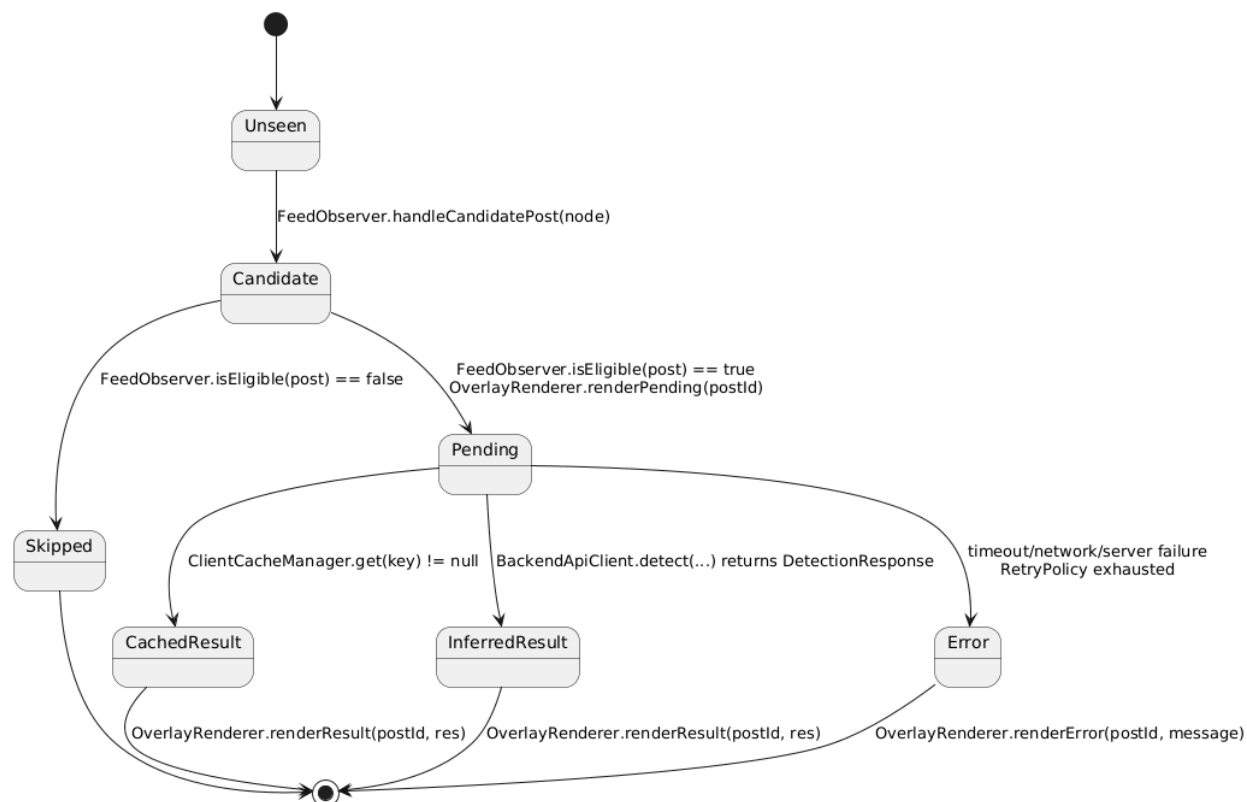 Unseen
FeedObserver.handleCandidatePost(node)
Candidate
FeedObserver.isEligible(post) == false
FeedObserver.isEligible(post) == true
OverlayRenderer.renderPending(postId)
Pending
Skipped
ClientCacheManager.get(key) != null
BackendApiClient.detect(...) returns DetectionResponse
timeout/network/server failure
RetryPolicy exhausted
CachedResult
InferredResult
Error
OverlayRenderer.renderResult(postId, res)
OverlayRenderer.renderResult(postId, res)
OverlayRenderer.renderError(postId, message)